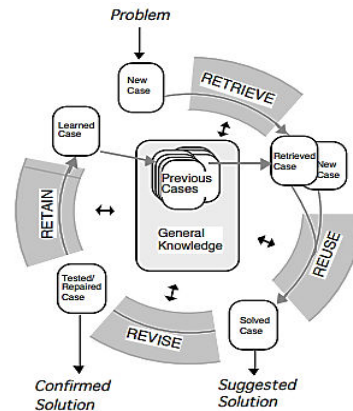 Problem
New
Case
RETRIEVE
Learned
Case
Previous
Cases
Retrieved
Case
New
Case
General
Knowledge
RETAIN
REUSE
Tested/
Repaired
Case
REVISE
Solved
Case
Confirmed
Solution
Suggested
Solution